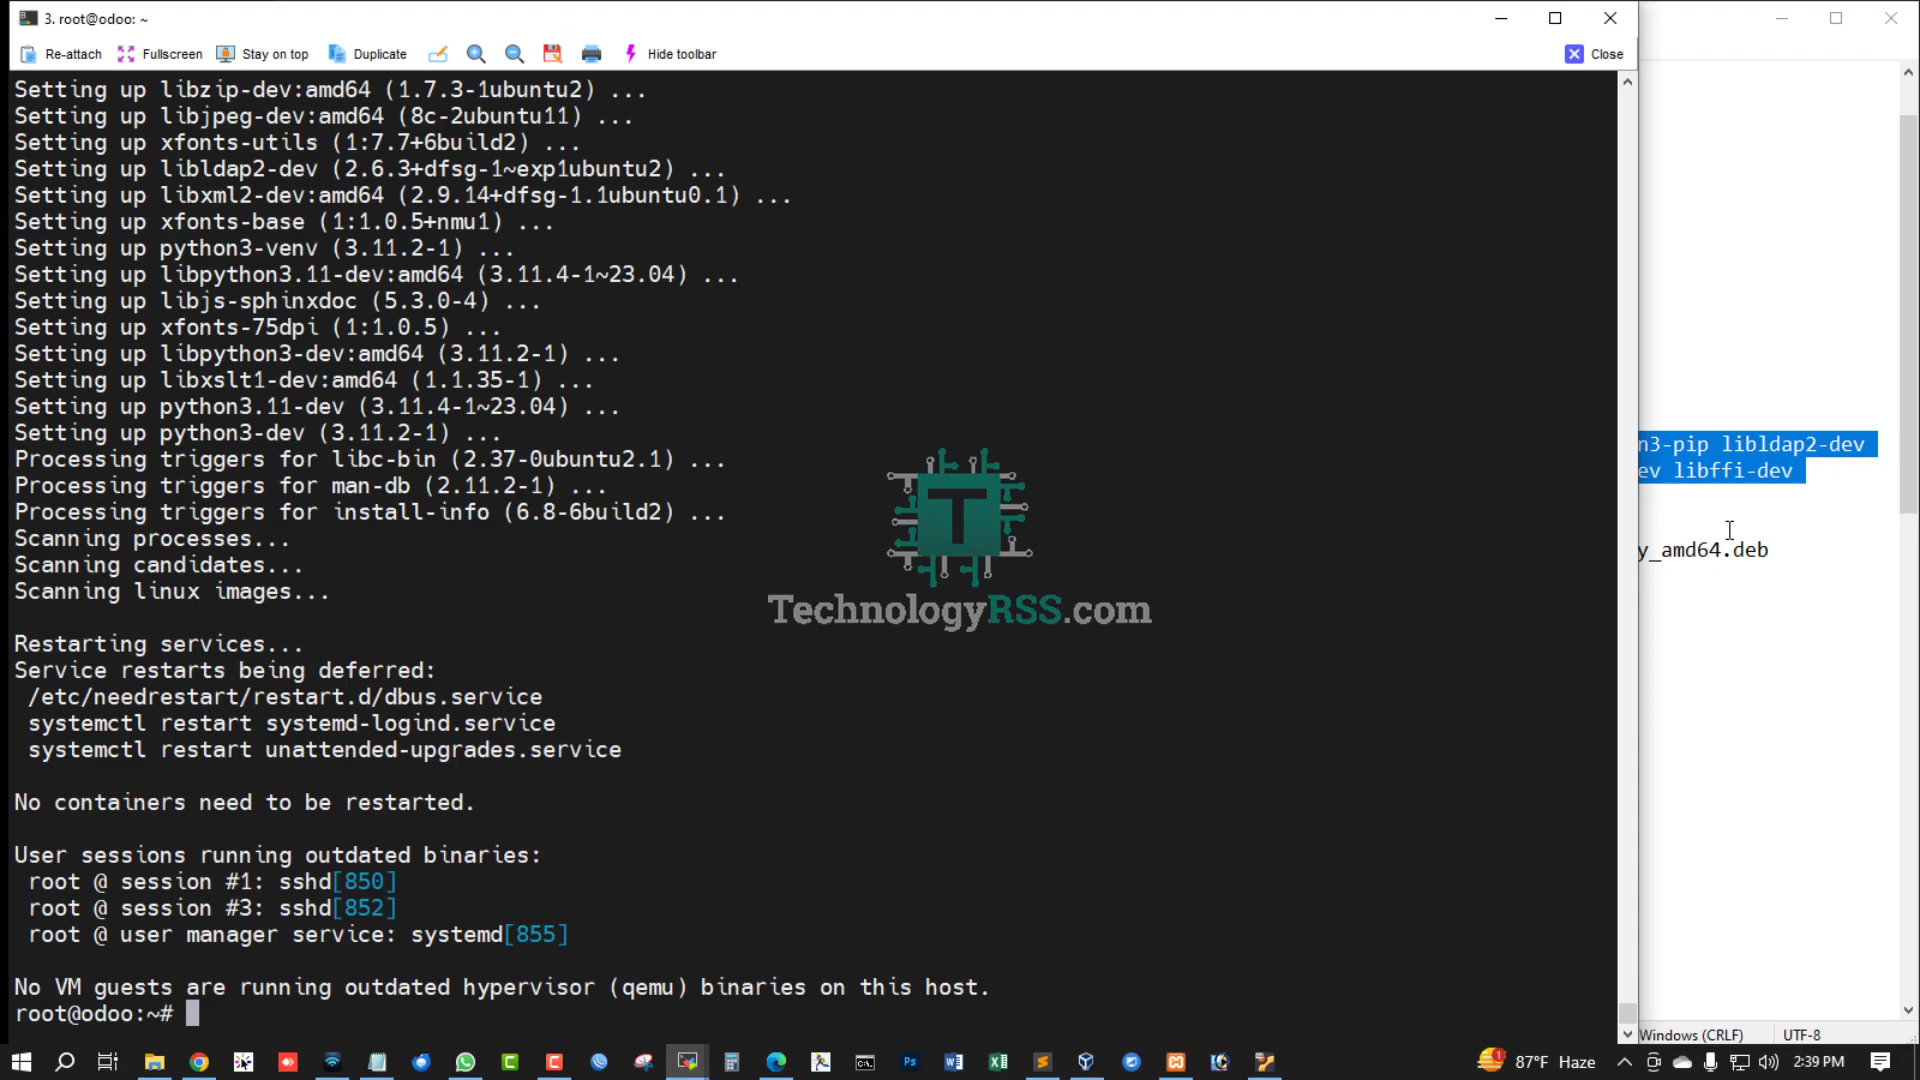 3. root@odoo: ~
Re-attach Fullscreen Stay on top Duplicate Hide toolbar Close
Setting up libzip-dev:amd64 (1.7.3-1ubuntu2) ...
Setting up libjpeg-dev:amd64 (8c-2ubuntu11) ...
Setting up xfonts-utils (1:7.7+6build2) ...
Setting up libldap2-dev (2.6.3+dfsg-1~exp1ubuntu2) ...
Setting up libxml2-dev:amd64 (2.9.14+dfsg-1.1ubuntu0.1) ...
Setting up xfonts-base (1:1.0.5+nmu1) ...
Setting up python3-venv (3.11.2-1) ...
Setting up libpython3.11-dev:amd64 (3.11.4-1~23.04) ...
Setting up libjs-sphinxdoc (5.3.0-4) ...
Setting up xfonts-75dpi (1:1.0.5) ...
Setting up libpython3-dev:amd64 (3.11.2-1) ...
Setting up libxslt1-dev:amd64 (1.1.35-1) ...
Setting up python3.11-dev (3.11.4-1~23.04) ...
Setting up python3-dev (3.11.2-1) ...
Processing triggers for libc-bin (2.37-0ubuntu2.1) ...
Processing triggers for man-db (2.11.2-1) ...
Processing triggers for install-info (6.8-6build2) ...
Scanning processes...
Scanning candidates...
Scanning linux images...
Restarting services...
Service restarts being deferred:
/etc/needrestart/restart.d/dbus.service
systemctl restart systemd-logind.service
systemctl restart unattended-upgrades.service
No containers need to be restarted.
User sessions running outdated binaries:
root @ session #1: sshd[850]
root @ session #3: sshd[852]
root @ user manager service: systemd[855]
No VM guests are running outdated hypervisor (qemu) binaries on this host.
root@odoo:~#
T
TechnologyRSS.com
n3-pip libldap2-dev
ev libffi-dev
y_amd64.deb
Windows (CRLF) UTF-8
87°F Haze 2:39 PM